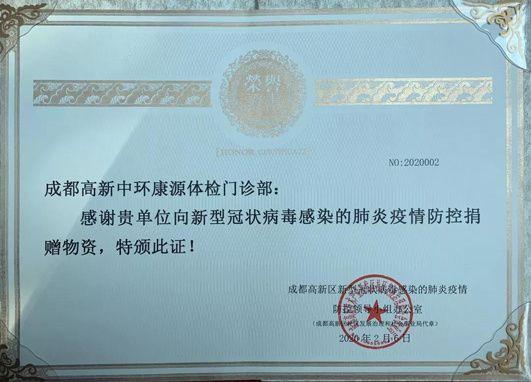 榮譽
HONOR CERTIFICATE
NO:2020002
成都高新中环康源体检门诊部：
感谢贵单位向新型冠状病毒感染的肺炎疫情防控捐
赠物资，特颁此证！
成都高新区新型冠状病毒感染的肺炎疫情
防控领导小组办公室
2020年2月6日